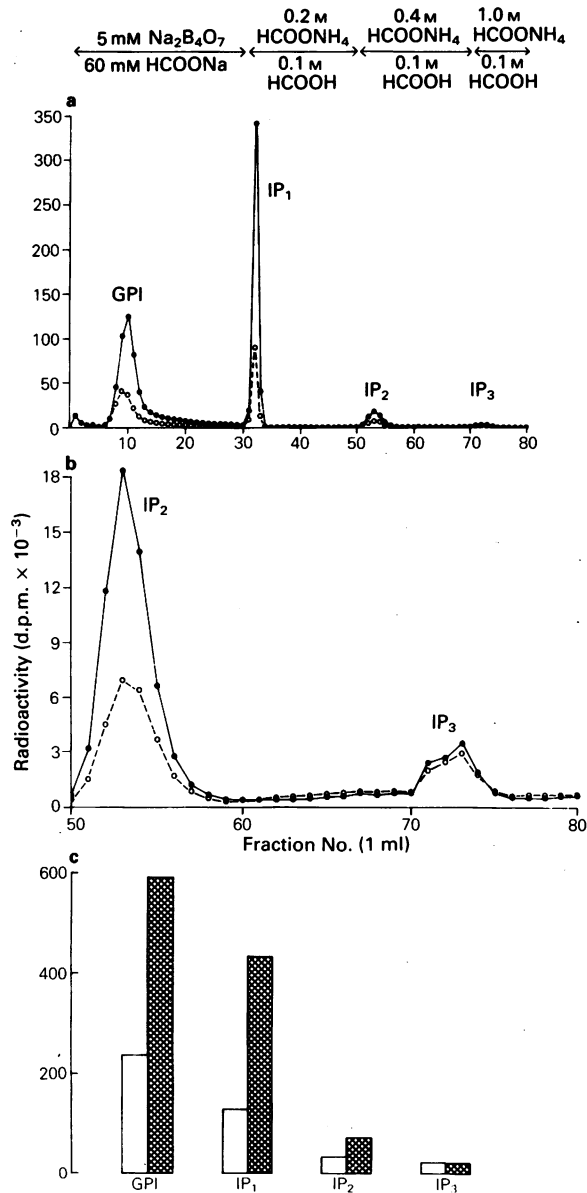 5 mM Na₂B₄O₇
60 mM HCOONa
0.2 M HCOONH₄
0.1 M HCOOH
0.4 M HCOONH₄
0.1 M HCOOH
1.0 M HCOONH₄
0.1 M HCOOH
a
350
300
250
200
150
100
50
0
GPI
IP₁
IP₂
IP₃
10 20 30 40 50 60 70 80
b
18
15
12
9
6
3
0
IP₂
IP₃
50 60 70 80
Radioactivity (d.p.m. × 10⁻³)
Fraction No. (1 ml)
c
600
400
200
0
GPI IP₁ IP₂ IP₃